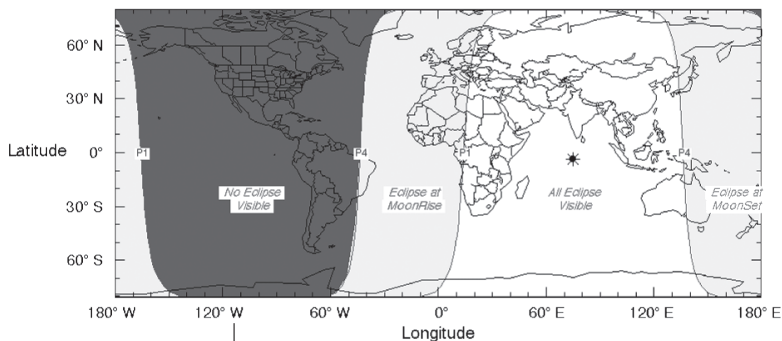 60° N
30° N
Latitude
0°
30° S
60° S
P1
P4
P1
P4
No Eclipse
Visible
Eclipse at
MoonRise
All Eclipse
Visible
Eclipse at
MoonSet
180° W
120° W
60° W
0°
60° E
120° E
180° E
Longitude